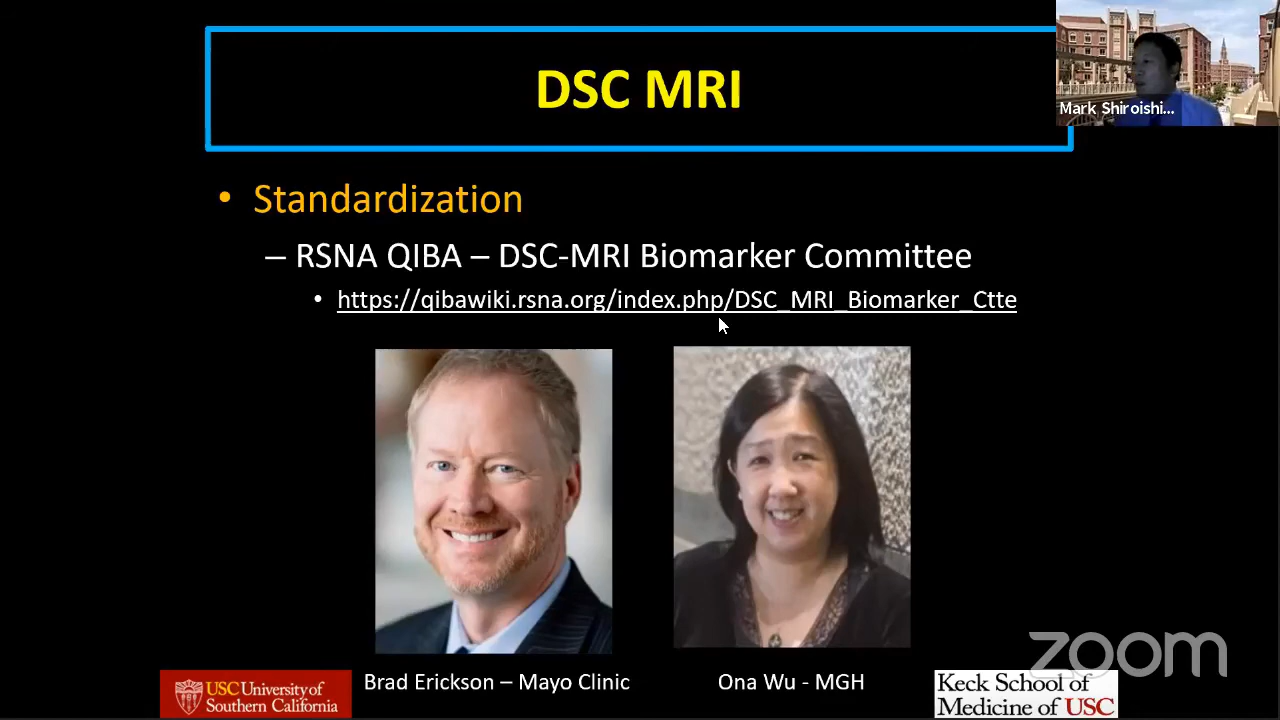 DSC MRI
Mark Shiroishi...
• Standardization
– RSNA QIBA – DSC-MRI Biomarker Committee
• https://qibawiki.rsna.org/index.php/DSC_MRI_Biomarker_Ctte
Brad Erickson – Mayo Clinic
Ona Wu - MGH
zoom
USC University of
Southern California
Keck School of
Medicine of USC